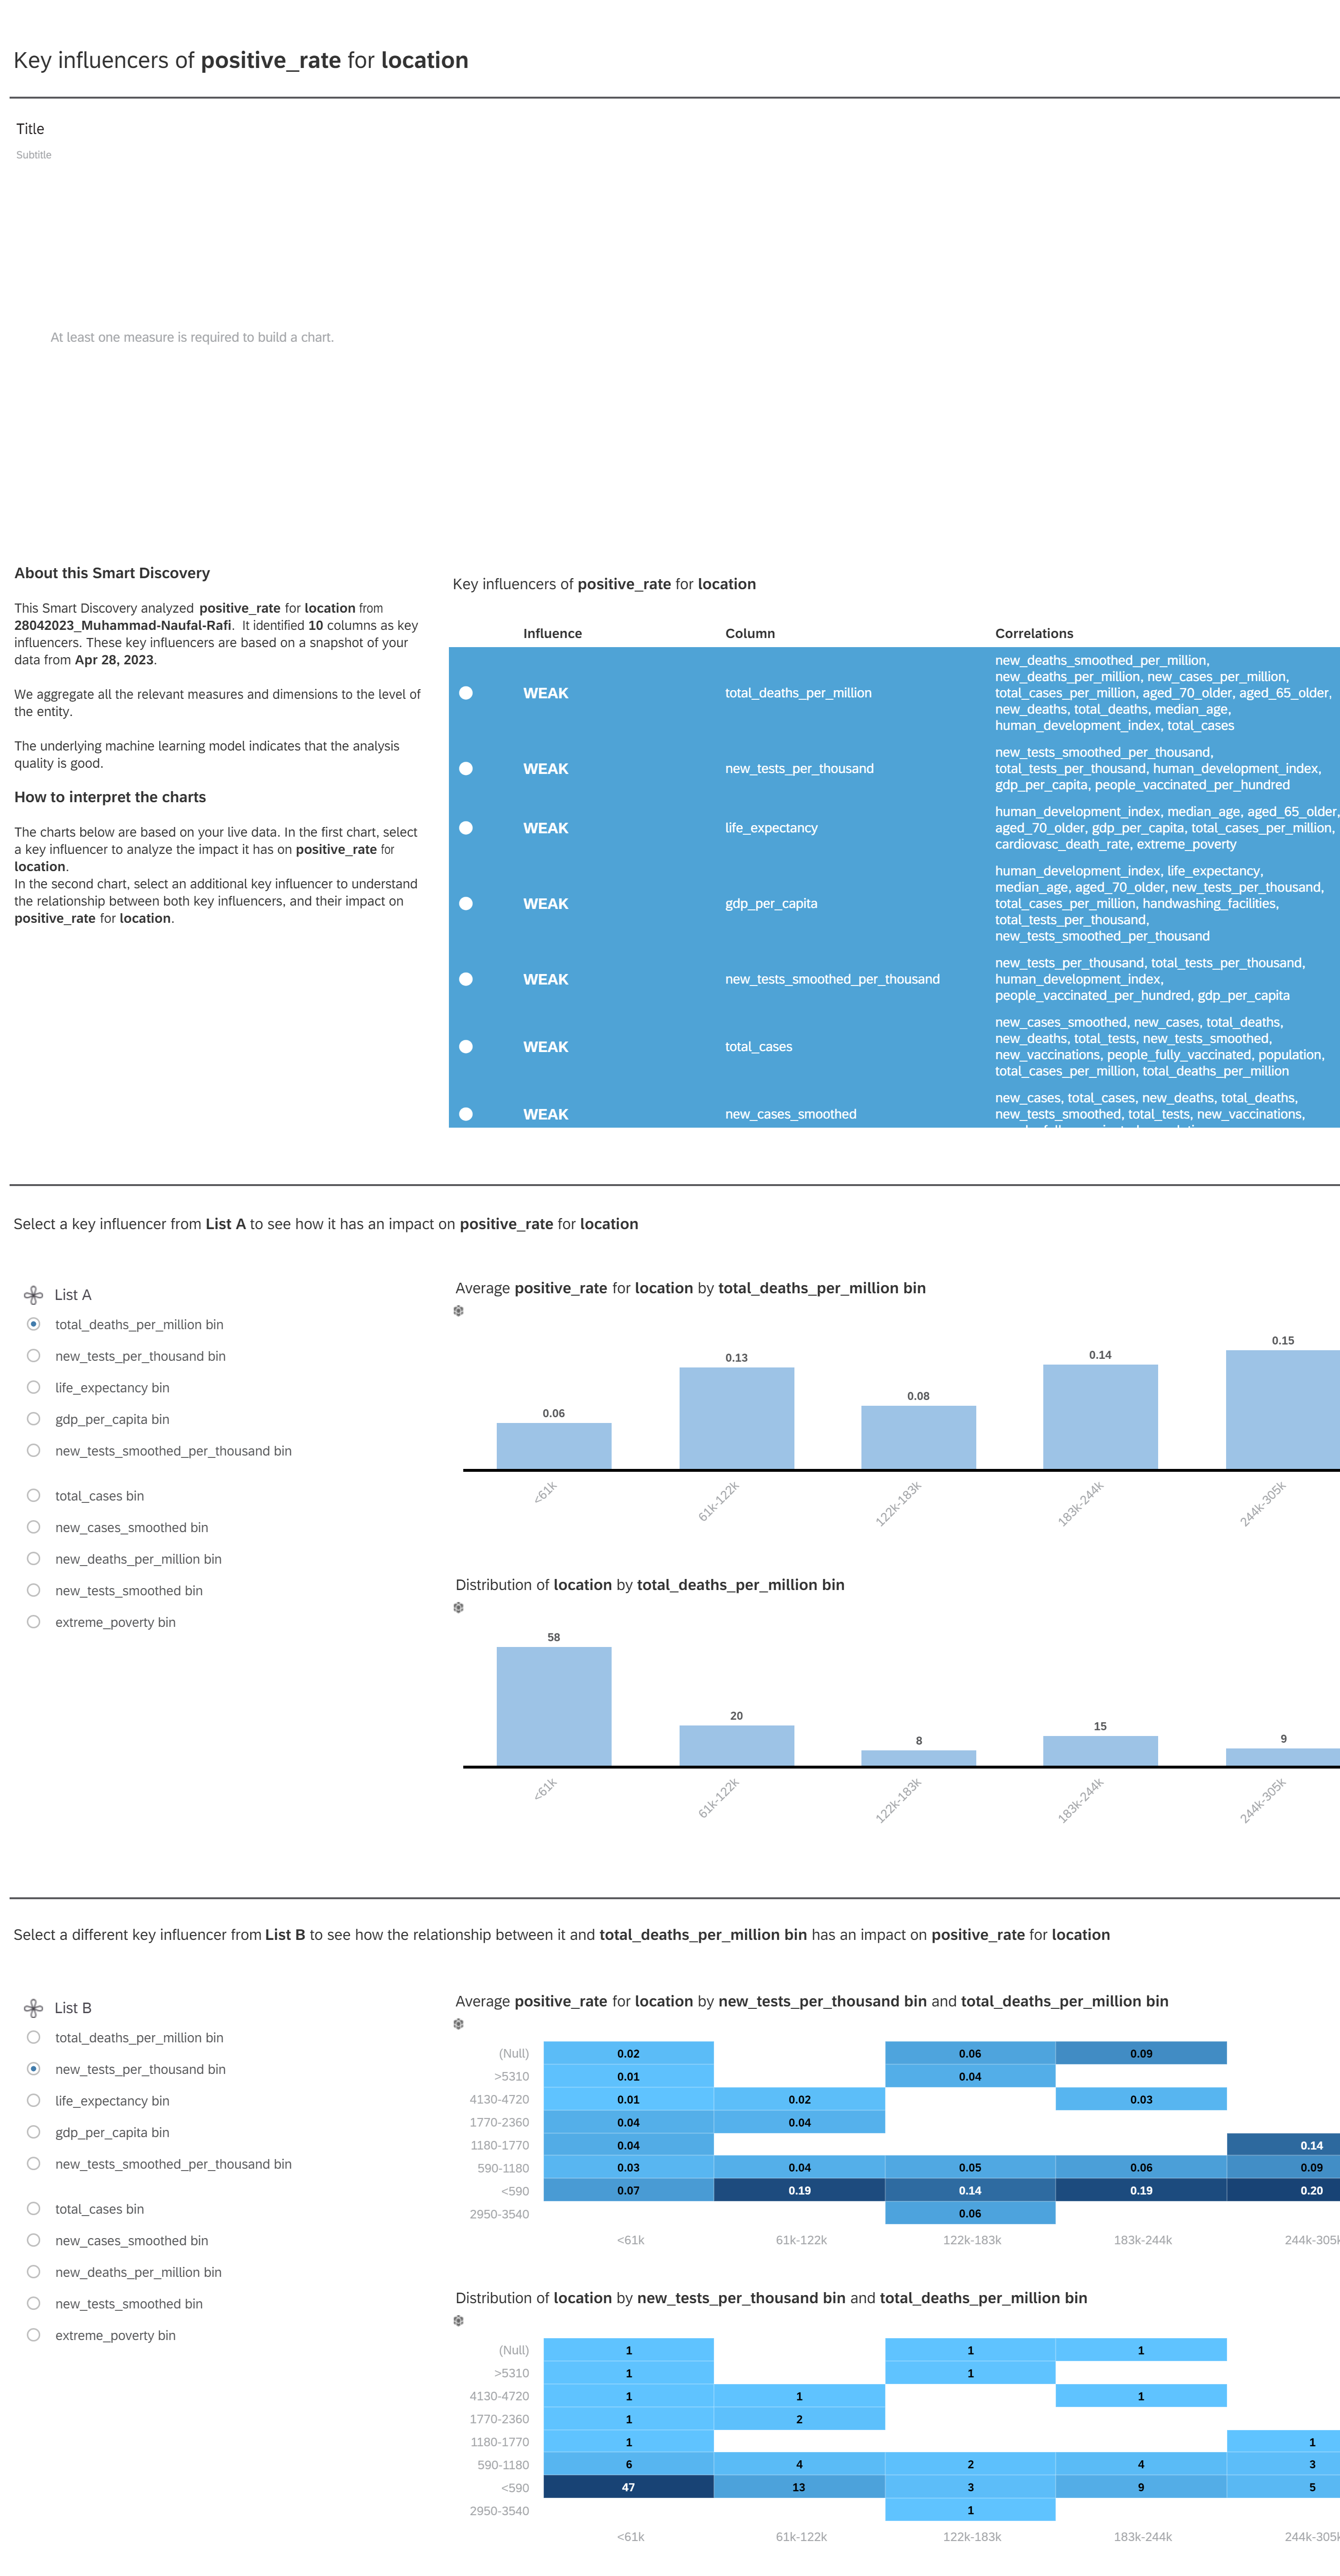 Key influencers of positive_rate for location
Title
Subtitle
At least one measure is required to build a chart.
About this Smart Discovery
This Smart Discovery analyzed positive_rate for location from
28042023_Muhammad-Naufal-Rafi. It identified 10 columns as key
influencers. These key influencers are based on a snapshot of your
data from Apr 28, 2023.
We aggregate all the relevant measures and dimensions to the level of
the entity.
The underlying machine learning model indicates that the analysis
quality is good.
How to interpret the charts
The charts below are based on your live data. In the first chart, select
a key influencer to analyze the impact it has on positive_rate for
location.
In the second chart, select an additional key influencer to understand
the relationship between both key influencers, and their impact on
positive_rate for location.
Key influencers of positive_rate for location
Influence Column Correlations
WEAK total_deaths_per_million
new_deaths_smoothed_per_million,
new_deaths_per_million, new_cases_per_million,
total_cases_per_million, aged_70_older, aged_65_older,
new_deaths, total_deaths, median_age,
human_development_index, total_cases
WEAK new_tests_per_thousand
new_tests_smoothed_per_thousand,
total_tests_per_thousand, human_development_index,
gdp_per_capita, people_vaccinated_per_hundred
WEAK life_expectancy
human_development_index, median_age, aged_65_older,
aged_70_older, gdp_per_capita, total_cases_per_million,
cardiovasc_death_rate, extreme_poverty
WEAK gdp_per_capita
human_development_index, life_expectancy,
median_age, aged_70_older, new_tests_per_thousand,
total_cases_per_million, handwashing_facilities,
total_tests_per_thousand,
new_tests_smoothed_per_thousand
WEAK new_tests_smoothed_per_thousand
new_tests_per_thousand, total_tests_per_thousand,
human_development_index,
people_vaccinated_per_hundred, gdp_per_capita
WEAK total_cases
new_cases_smoothed, new_cases, total_deaths,
new_deaths, total_tests, new_tests_smoothed,
new_vaccinations, people_fully_vaccinated, population,
total_cases_per_million, total_deaths_per_million
WEAK new_cases_smoothed
new_cases, total_cases, new_deaths, total_deaths,
new_tests_smoothed, total_tests, new_vaccinations,
Select a key influencer from List A to see how it has an impact on positive_rate for location
List A
total_deaths_per_million bin
new_tests_per_thousand bin
life_expectancy bin
gdp_per_capita bin
new_tests_smoothed_per_thousand bin
total_cases bin
new_cases_smoothed bin
new_deaths_per_million bin
new_tests_smoothed bin
extreme_poverty bin
Average positive_rate for location by total_deaths_per_million bin
0.06 0.13 0.08 0.14 0.15
<61k 61k-122k 122k-183k 183k-244k 244k-305k
Distribution of location by total_deaths_per_million bin
58 20 8 15 9
<61k 61k-122k 122k-183k 183k-244k 244k-305k
Select a different key influencer from List B to see how the relationship between it and total_deaths_per_million bin has an impact on positive_rate for location
List B
total_deaths_per_million bin
new_tests_per_thousand bin
life_expectancy bin
gdp_per_capita bin
new_tests_smoothed_per_thousand bin
total_cases bin
new_cases_smoothed bin
new_deaths_per_million bin
new_tests_smoothed bin
extreme_poverty bin
Average positive_rate for location by new_tests_per_thousand bin and total_deaths_per_million bin
(Null) 0.02 0.06 0.09
>5310 0.01 0.04
4130-4720 0.01 0.02 0.03
1770-2360 0.04 0.04
1180-1770 0.04 0.14
590-1180 0.03 0.04 0.05 0.06 0.09
<590 0.07 0.19 0.14 0.19 0.20
2950-3540 0.06
<61k 61k-122k 122k-183k 183k-244k 244k-305k
Distribution of location by new_tests_per_thousand bin and total_deaths_per_million bin
(Null) 1 1 1
>5310 1 1
4130-4720 1 1 1
1770-2360 1 2
1180-1770 1 1
590-1180 6 4 2 4 3
<590 47 13 3 9 5
2950-3540 1
<61k 61k-122k 122k-183k 183k-244k 244k-305k